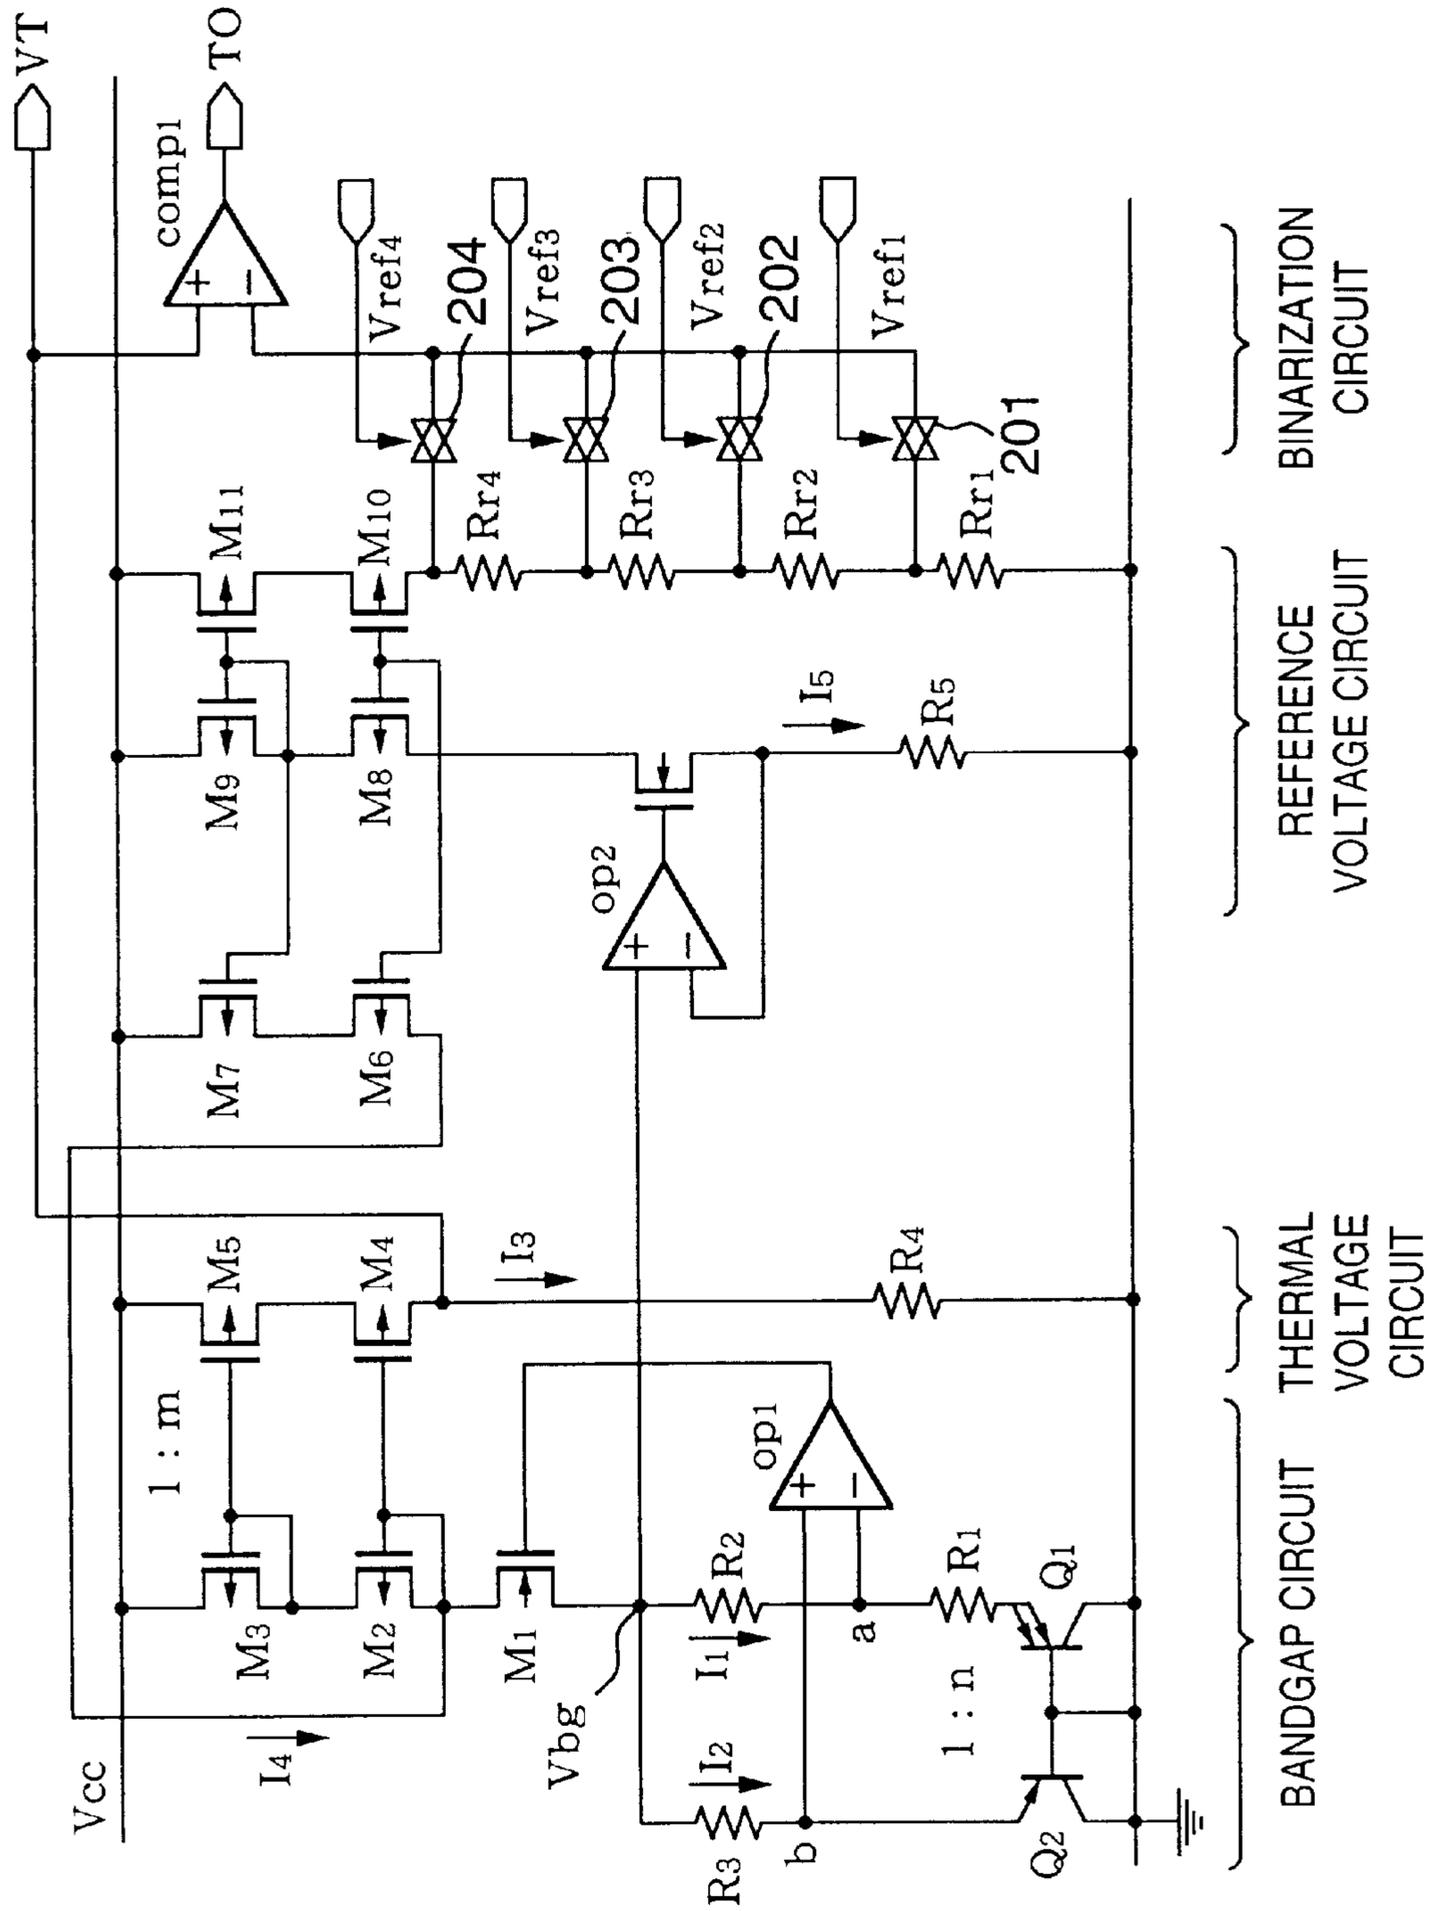 VT
TO
comp1
+
−
Vref4
204
Vref3
203
Vref2
202
Vref1
201
Vcc
M11
M10
M9
M8
M7
M6
M5
M4
1 : m
M3
M2
M1
I4
I3
I5
Rr4
Rr3
Rr2
Rr1
R5
R4
op2
+
−
op1
+
−
Vbg
I1
R2
I2
R3
a
b
R1
Q1
1 : n
Q2
BANDGAP CIRCUIT
THERMAL
VOLTAGE
CIRCUIT
REFERENCE
VOLTAGE CIRCUIT
BINARIZATION
CIRCUIT